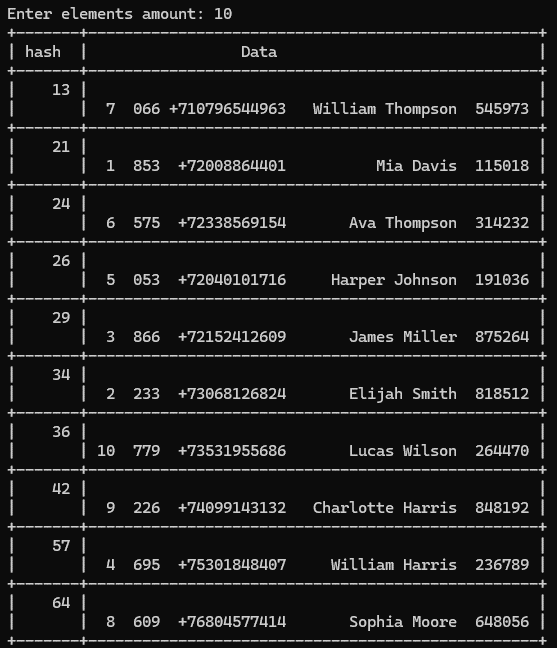 Enter elements amount: 10
+-------+--------------------------------------------------+
| hash  |                 Data                             |
+-------+--------------------------------------------------+
|    13 |                                                  |
|       |  7  066 +710796544963   William Thompson  545973 |
+-------+--------------------------------------------------+
|    21 |                                                  |
|       |  1  853  +72008864401          Mia Davis  115018 |
+-------+--------------------------------------------------+
|    24 |                                                  |
|       |  6  575  +72338569154       Ava Thompson  314232 |
+-------+--------------------------------------------------+
|    26 |                                                  |
|       |  5  053  +72040101716     Harper Johnson  191036 |
+-------+--------------------------------------------------+
|    29 |                                                  |
|       |  3  866  +72152412609       James Miller  875264 |
+-------+--------------------------------------------------+
|    34 |                                                  |
|       |  2  233  +73068126824       Elijah Smith  818512 |
+-------+--------------------------------------------------+
|    36 |                                                  |
|       | 10  779  +73531955686       Lucas Wilson  264470 |
+-------+--------------------------------------------------+
|    42 |                                                  |
|       |  9  226  +74099143132   Charlotte Harris  848192 |
+-------+--------------------------------------------------+
|    57 |                                                  |
|       |  4  695  +75301848407     William Harris  236789 |
+-------+--------------------------------------------------+
|    64 |                                                  |
|       |  8  609  +76804577414       Sophia Moore  648056 |
+-------+--------------------------------------------------+